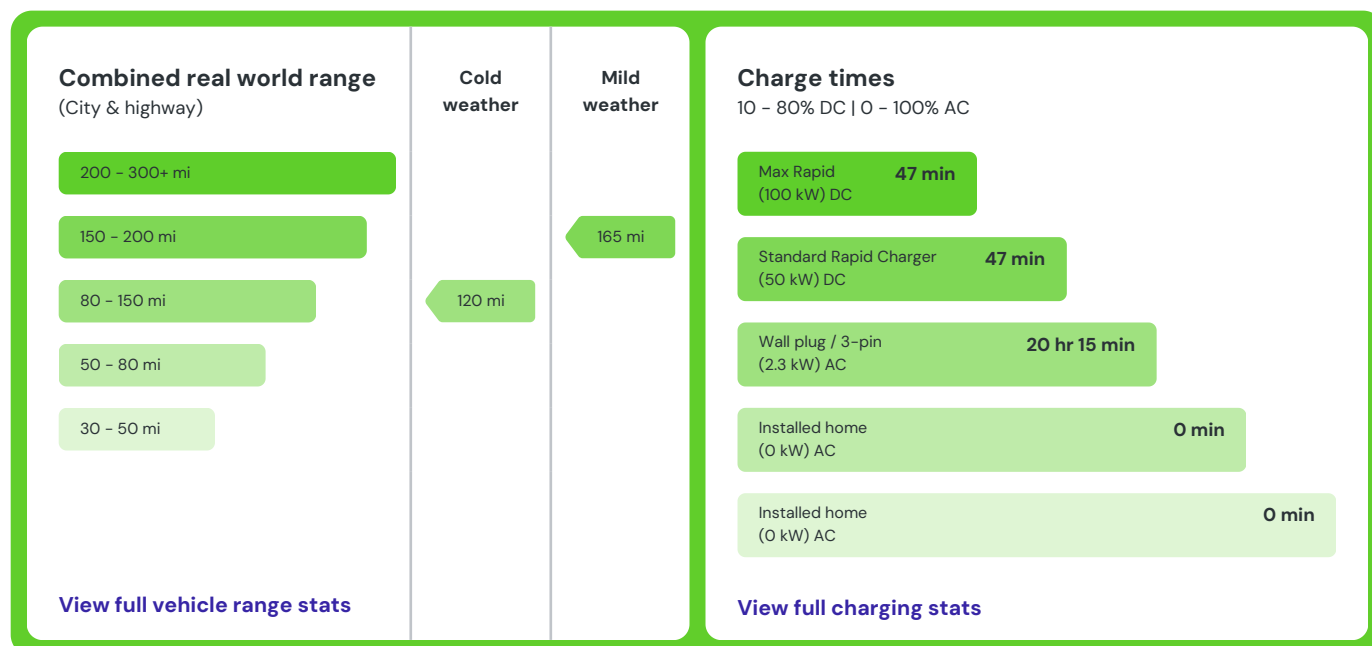 Combined real world range
(City & highway)
Cold
weather
Mild
weather
200 - 300+ mi
150 - 200 mi
165 mi
80 - 150 mi
120 mi
50 - 80 mi
30 - 50 mi
View full vehicle range stats
Charge times
10 - 80% DC | 0 - 100% AC
Max Rapid
(100 kW) DC
47 min
Standard Rapid Charger
(50 kW) DC
47 min
Wall plug / 3-pin
(2.3 kW) AC
20 hr 15 min
Installed home
(0 kW) AC
0 min
Installed home
(0 kW) AC
0 min
View full charging stats